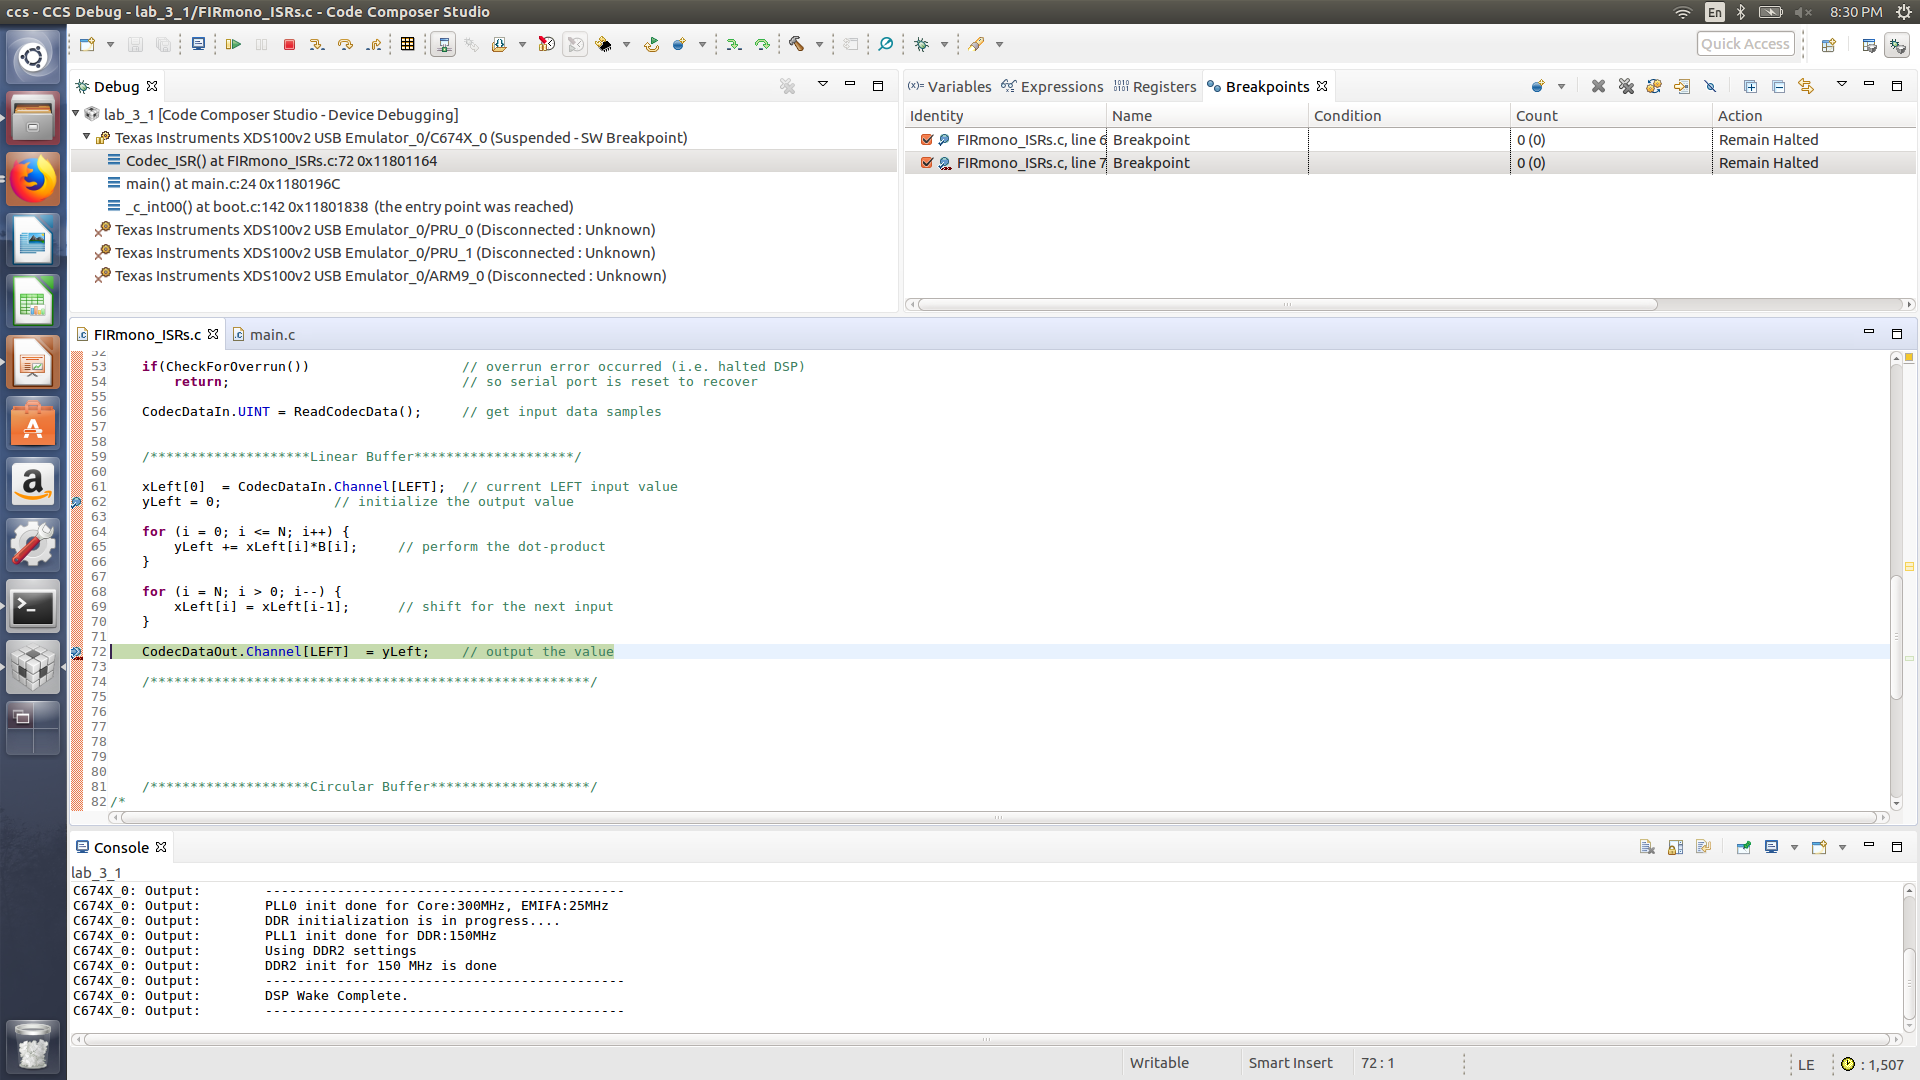 ccs - CCS Debug - lab_3_1/FIRmono_ISRs.c - Code Composer Studio
En
8:30 PM
Quick Access
Debug
lab_3_1 [Code Composer Studio - Device Debugging]
Texas Instruments XDS100v2 USB Emulator_0/C674X_0 (Suspended - SW Breakpoint)
Codec_ISR() at FIRmono_ISRs.c:72 0x11801164
main() at main.c:24 0x1180196C
_c_int00() at boot.c:142 0x11801838 (the entry point was reached)
Texas Instruments XDS100v2 USB Emulator_0/PRU_0 (Disconnected : Unknown)
Texas Instruments XDS100v2 USB Emulator_0/PRU_1 (Disconnected : Unknown)
Texas Instruments XDS100v2 USB Emulator_0/ARM9_0 (Disconnected : Unknown)
(x)= Variables Expressions 1010 0101 Registers Breakpoints
Identity Name Condition Count Action
FIRmono_ISRs.c, line 6 Breakpoint 0 (0) Remain Halted
FIRmono_ISRs.c, line 7 Breakpoint 0 (0) Remain Halted
FIRmono_ISRs.c main.c
52
53 if(CheckForOverrun()) // overrun error occurred (i.e. halted DSP)
54 return; // so serial port is reset to recover
55
56 CodecDataIn.UINT = ReadCodecData(); // get input data samples
57
58
59 /********************Linear Buffer********************/
60
61 xLeft[0] = CodecDataIn.Channel[LEFT]; // current LEFT input value
62 yLeft = 0; // initialize the output value
63
64 for (i = 0; i <= N; i++) {
65 yLeft += xLeft[i]*B[i]; // perform the dot-product
66 }
67
68 for (i = N; i > 0; i--) {
69 xLeft[i] = xLeft[i-1]; // shift for the next input
70 }
71
72 CodecDataOut.Channel[LEFT] = yLeft; // output the value
73
74 /*******************************************************/
75
76
77
78
79
80
81 /********************Circular Buffer********************/
82 /*
Console
lab_3_1
C674X_0: Output: ---------------------------------------------
C674X_0: Output: PLL0 init done for Core:300MHz, EMIFA:25MHz
C674X_0: Output: DDR initialization is in progress....
C674X_0: Output: PLL1 init done for DDR:150MHz
C674X_0: Output: Using DDR2 settings
C674X_0: Output: DDR2 init for 150 MHz is done
C674X_0: Output: ---------------------------------------------
C674X_0: Output: DSP Wake Complete.
C674X_0: Output: ---------------------------------------------
Writable Smart Insert 72 : 1 LE : 1,507